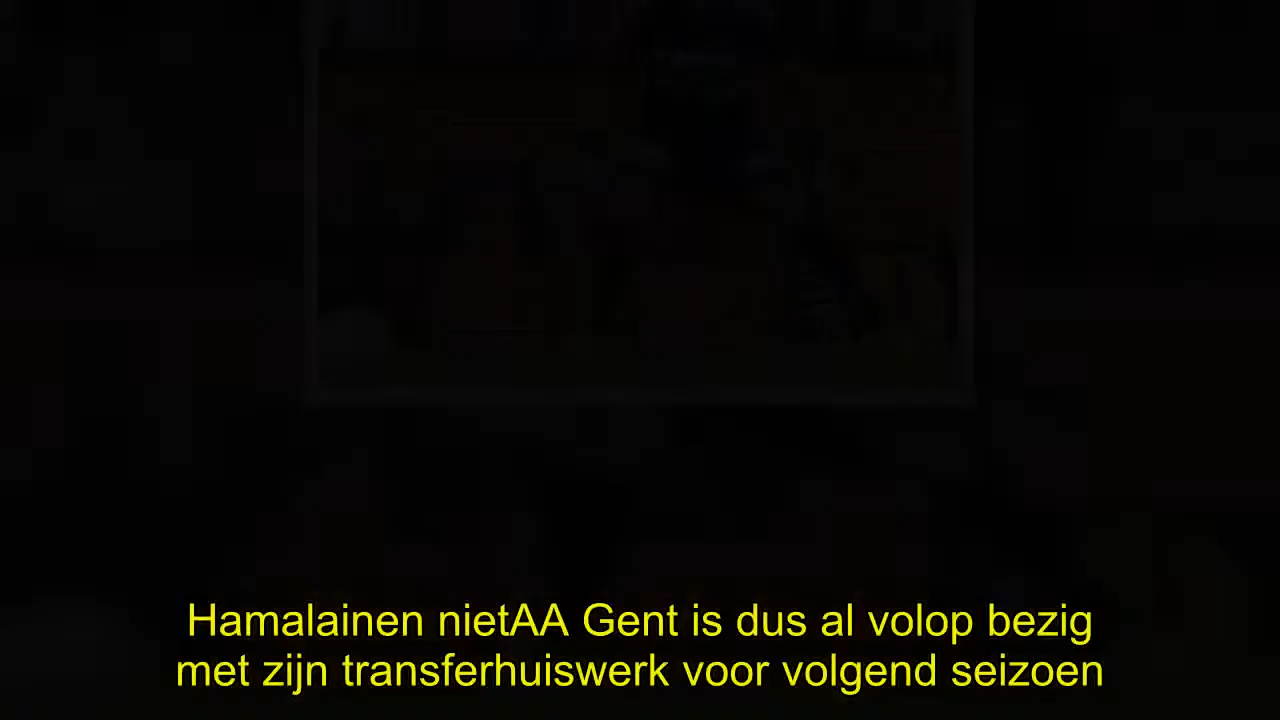 Hamalainen nietAA Gent is dus al volop bezig
met zijn transferhuiswerk voor volgend seizoen